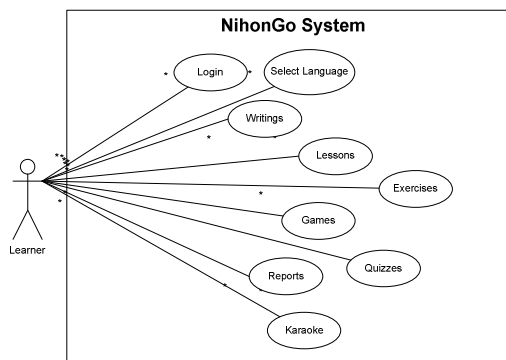 NihonGo System
Login
Select Language
Writings
Lessons
Exercises
Games
Quizzes
Reports
Karaoke
Learner